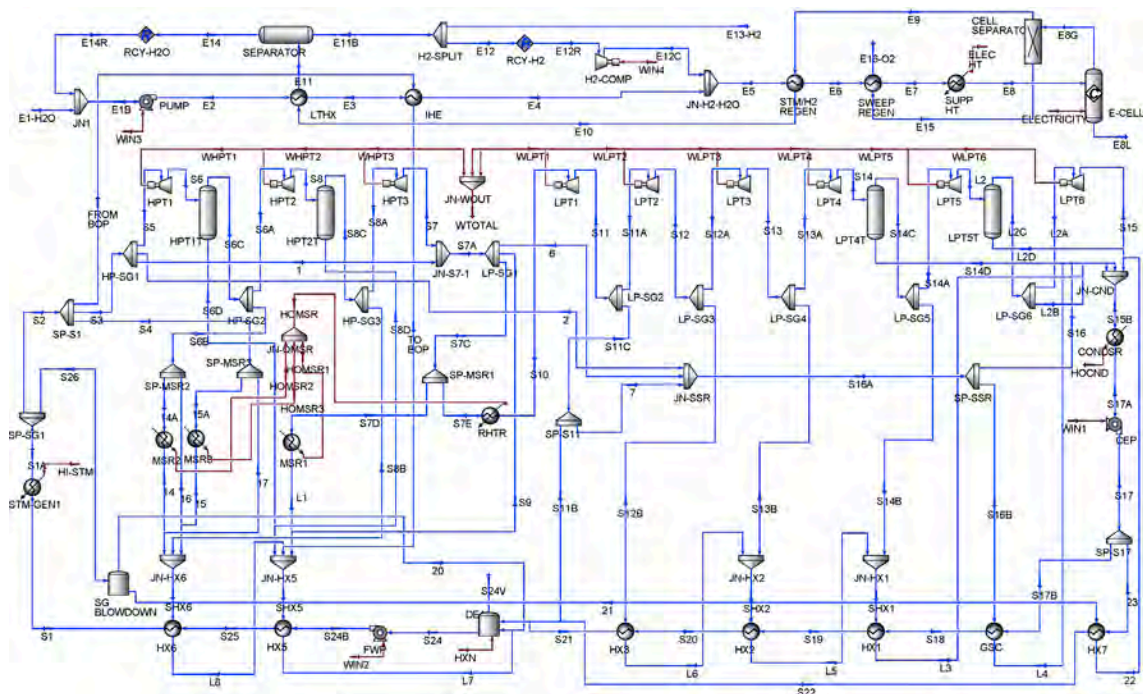 E14R
RCY-H2O
E14
SEPARATOR
E11B
H2-SPLIT
E12
RCY-H2
E12R
H2-COMP
WIN4
E12C
E13-H2
E9
CELL
SEPARATOR
E8G
E1-H2O
JN1
E1B
PUMP
WIN3
E2
E11
LTHX
E3
IHE
E4
JN-H2-H2O
E5
STM/H2
REGEN
E6
SWEEP
REGEN
E7
ELEC
HT
SUPP
HT
E8
ELECTRICITY
E-CELL
E8L
E10
E15
WHPT1
WHPT2
WHPT3
WLPT1
WLPT2
WLPT3
WLPT4
WLPT5
WLPT6
HPT1
S6
HPT2
S8
HPT3
JN-WOUT
WTOTAL
LPT1
LPT2
LPT3
LPT4
S14
LPT5
L2
LPT6
S5
HPT1T
S6C
S6A
HPT2T
S8C
S8A
S7
S11
S11A
S12
S12A
S13
S13A
LPT4T
S14C
LPT5T
L2C
L2A
S15
FROM
BOP
HP-SG1
S7A
JN-S7-1
LP-SG1
6
1
L2D
S14D
S14A
JN-CND
S2
SP-S1
S3
S4
S6D
HP-SG2
S6B
HP-SG3
S8D
TO
BOP
HOMSR
JN-QMSR
2
S7C
S10
LP-SG2
S11C
LP-SG3
LP-SG4
LP-SG5
LP-SG6
L2B
S16
S15B
CONDSR
HOCND
S26
SP-MSR2
HOMSR1
HOMSR2
HOMSR3
SP-MSR1
JN-SSR
S16A
SP-SSR
S17A
SP-SG1
14A
15A
MSR2
MSR1
S7D
S7E
RHTR
SP-S11
7
WIN1
CEP
S1A
HI-STM
STM-GEN1
14
16
15
17
L1
S8B
S9
S11B
S12B
S13B
S14B
S16B
S17
SP-S17
JN-HX6
JN-HX5
20
JN-HX2
JN-HX1
S17B
23
SG
BLOWDOWN
SHX6
SHX5
S24V
21
SHX2
SHX1
S1
HX6
S25
HX5
S24B
FWP
S24
WIN2
HXN
S21
HX3
S20
HX2
S19
HX1
S18
GSC
HX7
L8
L7
L6
L5
L3
L4
S22
22